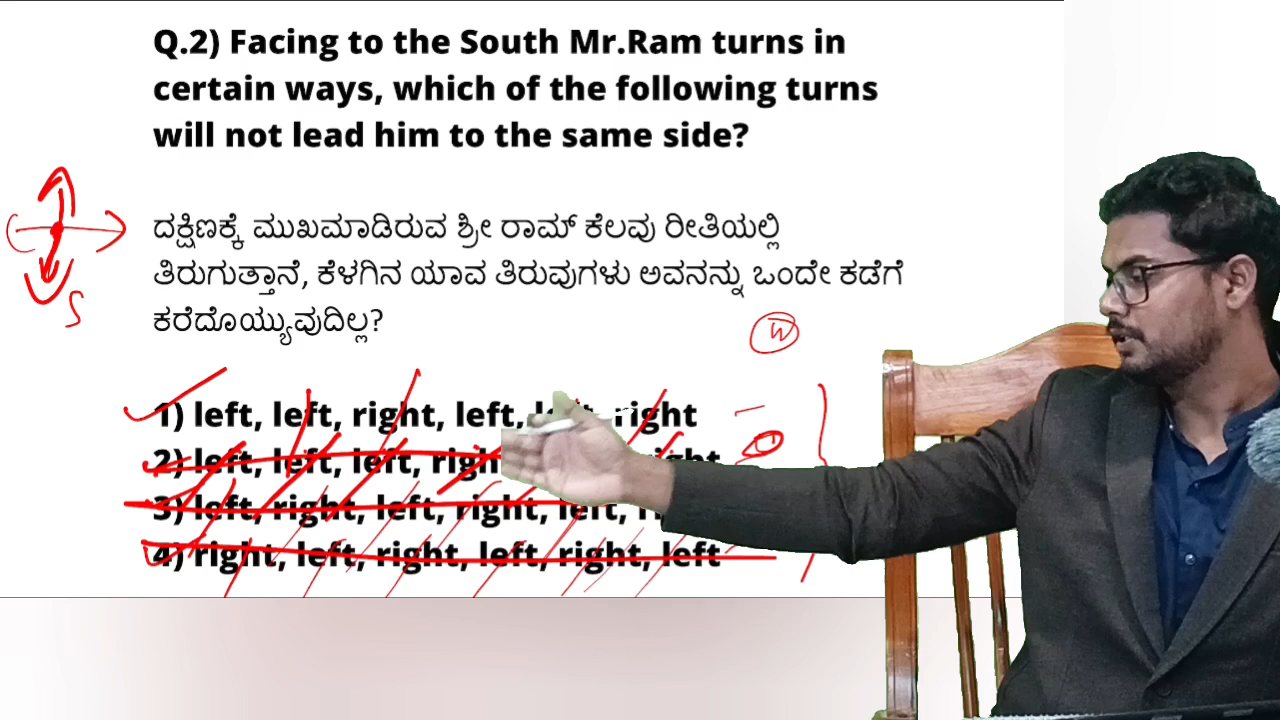 Q.2) Facing to the South Mr.Ram turns in
certain ways, which of the following turns
will not lead him to the same side?
ದಕ್ಷಿಣಕ್ಕೆ ಮುಖಮಾಡಿರುವ ಶ್ರೀ ರಾಮ್ ಕೆಲವು ರೀತಿಯಲ್ಲಿ
ತಿರುಗುತ್ತಾನೆ, ಕೆಳಗಿನ ಯಾವ ತಿರುವುಗಳು ಅವನನ್ನು ಒಂದೇ ಕಡೆಗೆ
ಕರೆದೊಯ್ಯುವುದಿಲ್ಲ?
S
W
1) left, left, right, left, left, right
2) left, left, left,
3) left, right, left, right, left,
4) right, left, right, left, right, left